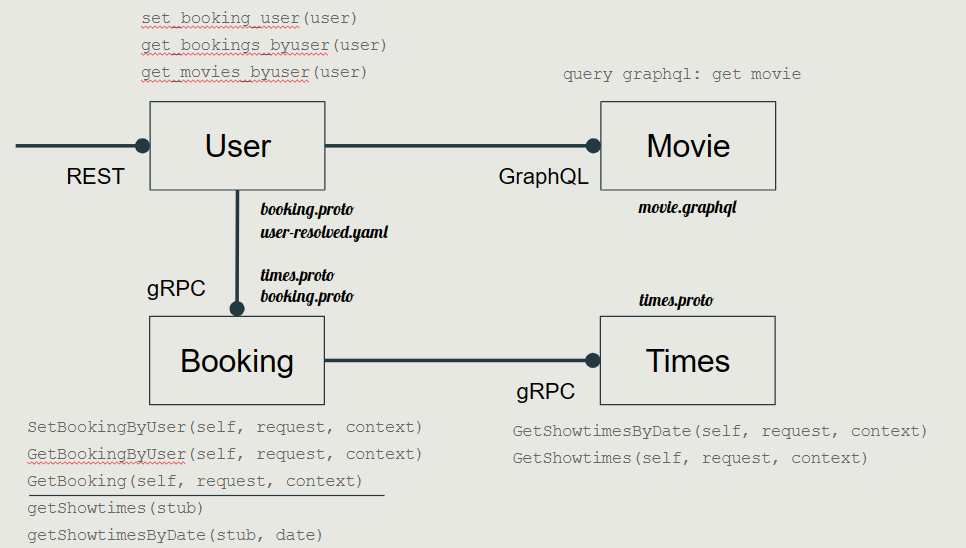 set_booking_user(user)
get_bookings_byuser(user)
get_movies_byuser(user)
query graphql: get movie
User
Movie
REST
GraphQL
booking.proto
user-resolved.yaml
movie.graphql
gRPC
times.proto
booking.proto
times.proto
Booking
Times
gRPC
SetBookingByUser(self, request, context)
GetBookingByUser(self, request, context)
GetBooking(self, request, context)
getShowtimes(stub)
getShowtimesByDate(stub, date)
GetShowtimesByDate(self, request, context)
GetShowtimes(self, request, context)